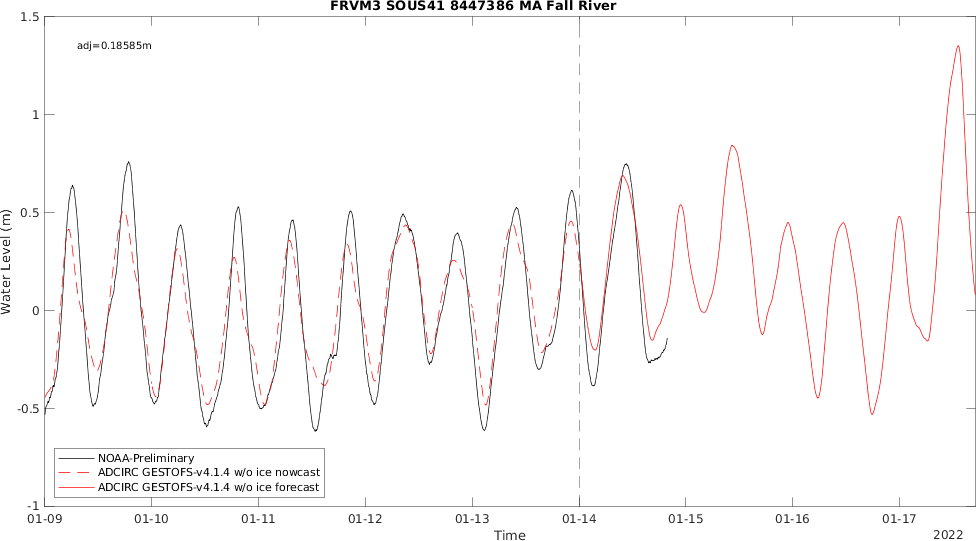 FRVM3 SOUS41 8447386 MA Fall River
adj=0.18585m
Water Level (m)
1.5
1
0.5
0
-0.5
-1
NOAA-Preliminary
ADCIRC GESTOFS-v4.1.4 w/o ice nowcast
ADCIRC GESTOFS-v4.1.4 w/o ice forecast
01-09 01-10 01-11 01-12 01-13 01-14 01-15 01-16 01-17
Time
2022